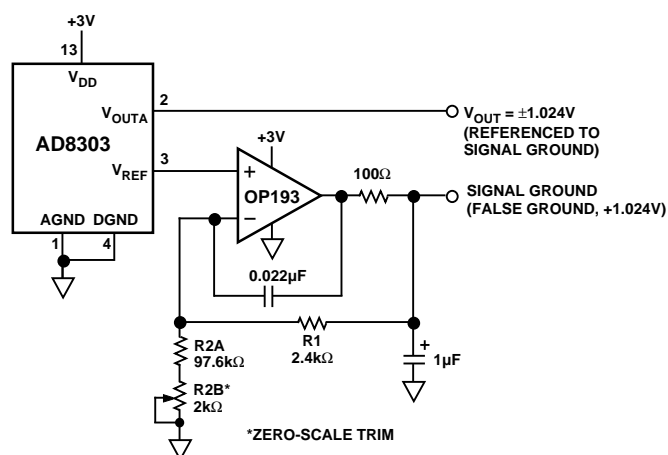 +3V
13
VDD
2
VOUTA
VOUT = ±1.024V
(REFERENCED TO
SIGNAL GROUND)
AD8303
+3V
3
VREF
100Ω
+
OP193
SIGNAL GROUND
(FALSE GROUND, +1.024V)
−
AGND DGND
1 4
0.022µF
R2A
97.6kΩ
R1
2.4kΩ
+
1µF
R2B*
2kΩ
*ZERO-SCALE TRIM